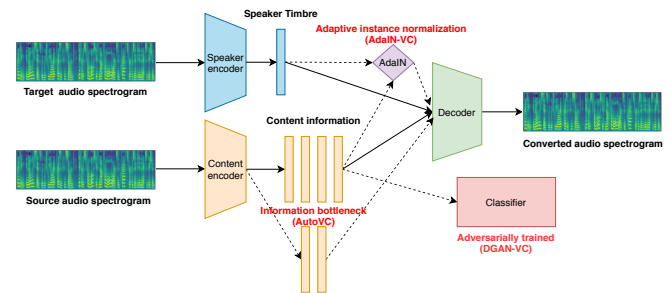 Speaker Timbre
Adaptive instance normalization
(AdaIN-VC)
Speaker
encoder
AdaIN
Target audio spectrogram
Content information
Decoder
Converted audio spectrogram
Content
encoder
Source audio spectrogram
Information bottleneck
(AutoVC)
Classifier
Adversarially trained
(DGAN-VC)